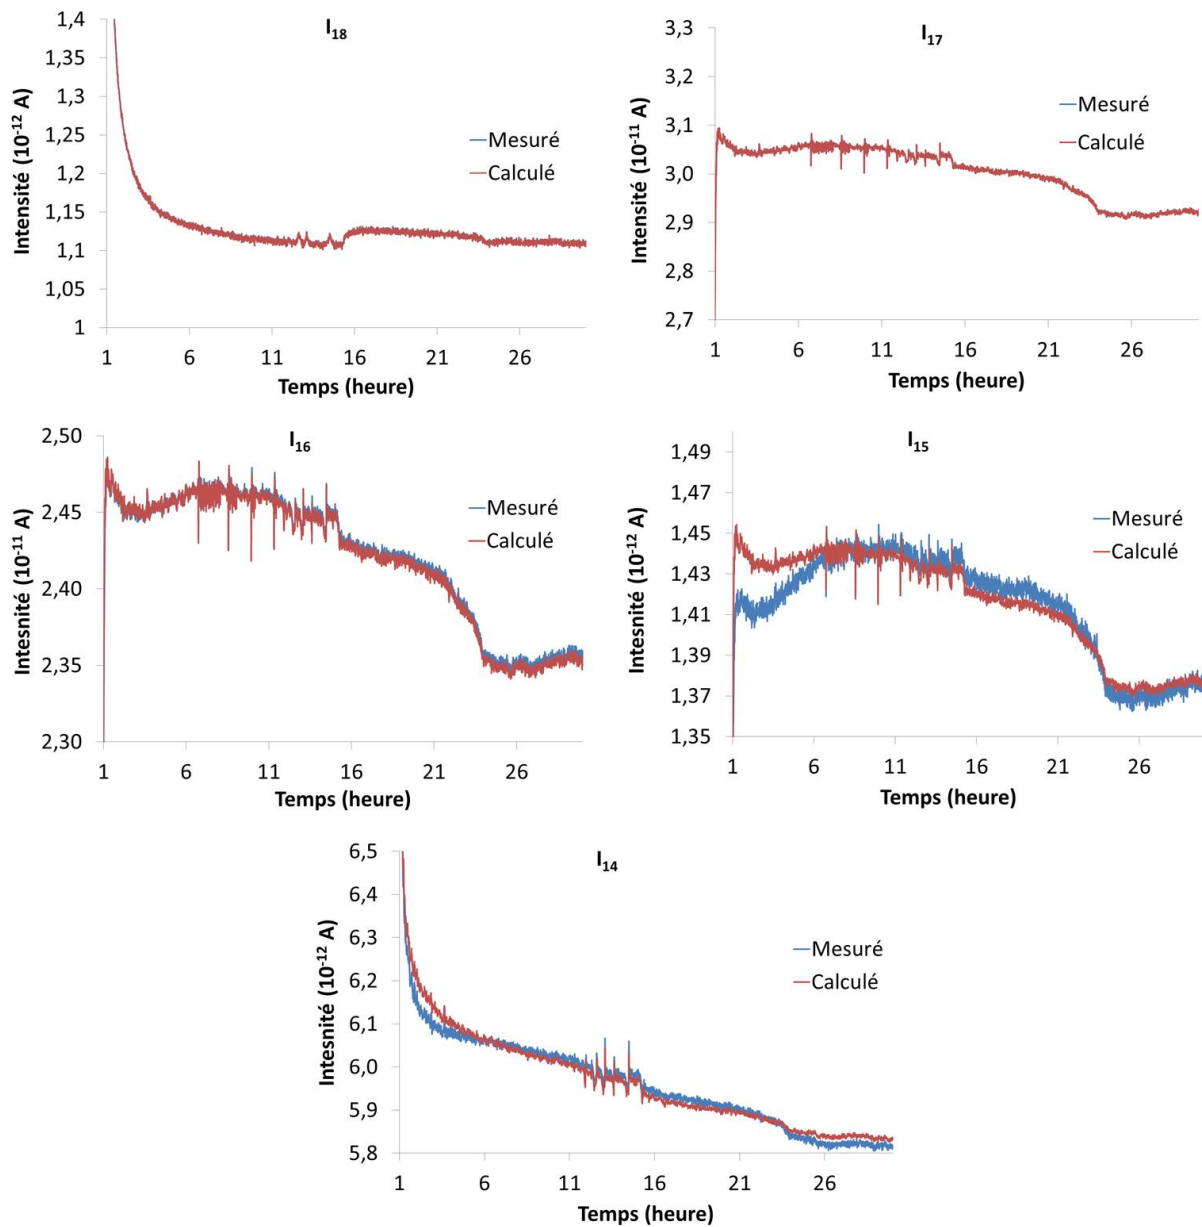 I18
Intensité (10-12 A)
1,4
1,35
1,3
1,25
1,2
1,15
1,1
1,05
1
Mesuré
Calculé
1 6 11 16 21 26
Temps (heure)
I17
Intensité (10-11 A)
3,3
3,2
3,1
3,0
2,9
2,8
2,7
Mesuré
Calculé
1 6 11 16 21 26
Temps (heure)
I16
Intesnité (10-11 A)
2,50
2,45
2,40
2,35
2,30
Mesuré
Calculé
1 6 11 16 21 26
Temps (heure)
I15
Intesnité (10-12 A)
1,49
1,47
1,45
1,43
1,41
1,39
1,37
1,35
Mesuré
Calculé
1 6 11 16 21 26
Temps (heure)
I14
Intesnité (10-12 A)
6,5
6,4
6,3
6,2
6,1
6,0
5,9
5,8
Mesuré
Calculé
1 6 11 16 21 26
Temps (heure)